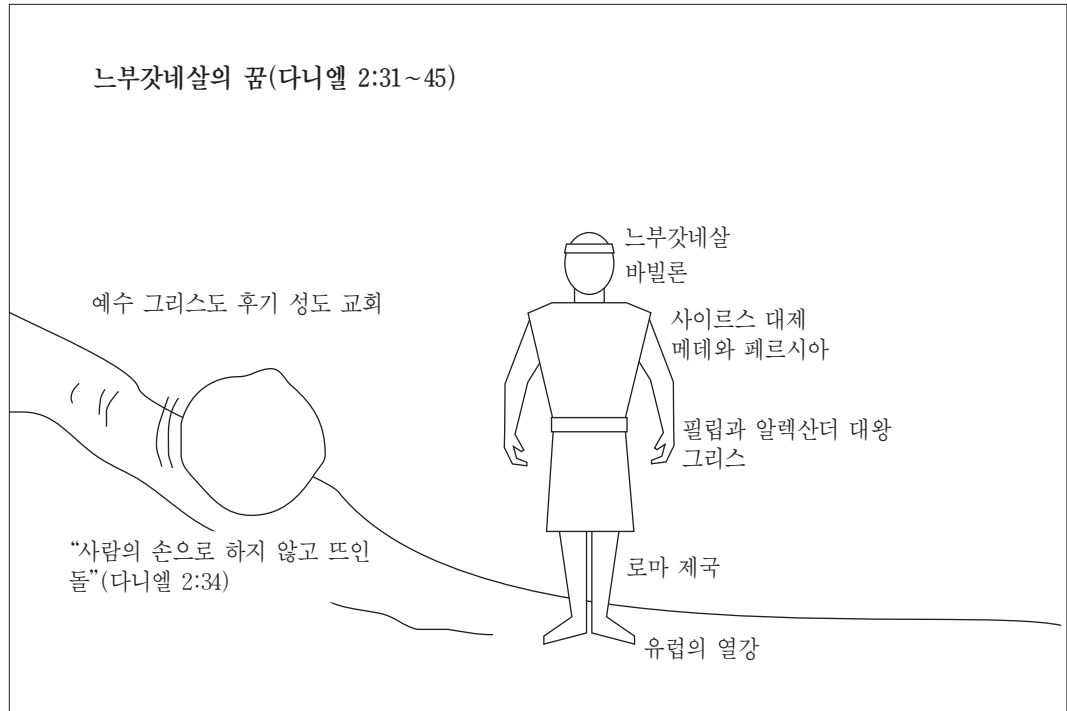 느부갓네살의 꿈(다니엘 2:31~45)
느부갓네살
바빌론
예수 그리스도 후기 성도 교회
사이르스 대제
메데와 페르시아
필립과 알렉산더 대왕
그리스
“사람의 손으로 하지 않고 뜨인
돌”(다니엘 2:34)
로마 제국
유럽의 열강